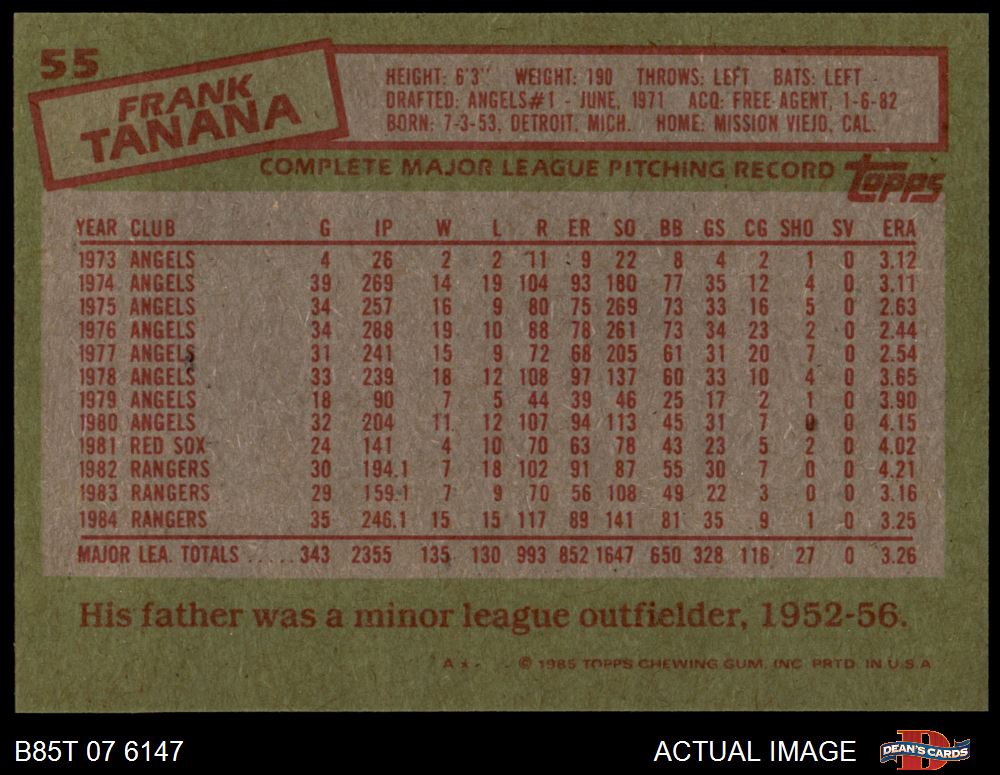 55
FRANK
TANANA
HEIGHT: 6'3" WEIGHT: 190 THROWS: LEFT BATS: LEFT
DRAFTED: ANGELS#1 - JUNE, 1971 ACQ: FREE AGENT, 1-6-82
BORN: 7-3-53, DETROIT, MICH. HOME: MISSION VIEJO, CAL.
COMPLETE MAJOR LEAGUE PITCHING RECORD topps
YEAR CLUB G IP W L R ER SO BB GS CG SHO SV ERA
1973 ANGELS 4 26 2 2 11 9 22 8 4 2 1 0 3.12
1974 ANGELS 39 269 14 19 104 93 180 77 35 12 4 0 3.11
1975 ANGELS 34 257 16 9 80 75 269 73 33 16 5 0 2.63
1976 ANGELS 34 288 19 10 88 78 261 73 34 23 2 0 2.44
1977 ANGELS 31 241 15 9 72 68 205 61 31 20 7 0 2.54
1978 ANGELS 33 239 18 12 108 97 137 60 33 10 4 0 3.65
1979 ANGELS 18 90 7 5 44 39 46 25 17 2 1 0 3.90
1980 ANGELS 32 204 11 12 107 94 113 45 31 7 0 0 4.15
1981 RED SOX 24 141 4 10 70 63 78 43 23 5 2 0 4.02
1982 RANGERS 30 194.1 7 18 102 91 87 55 30 7 0 0 4.21
1983 RANGERS 29 159.1 7 9 70 56 108 49 22 3 0 0 3.16
1984 RANGERS 35 246.1 15 15 117 89 141 81 35 9 1 0 3.25
MAJOR LEA. TOTALS ..... 343 2355 135 130 993 852 1647 650 328 116 27 0 3.26
His father was a minor league outfielder, 1952-56.
A * © 1985 TOPPS CHEWING GUM, INC. PRTD. IN U.S.A.
B85T 07 6147 ACTUAL IMAGE D DEAN'S CARDS